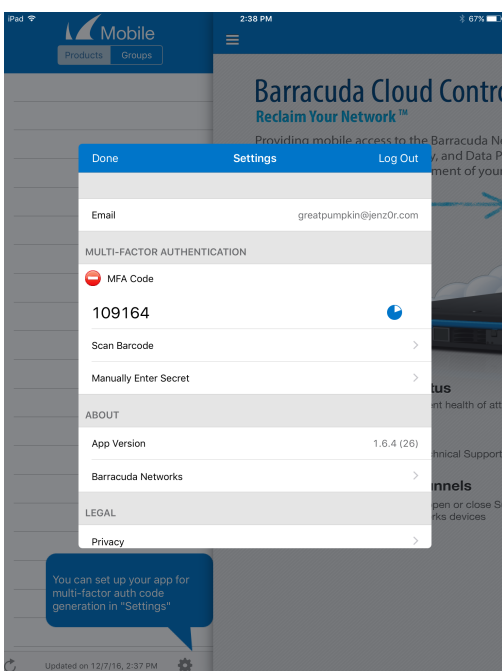 iPad 2:38 PM 67%
Mobile
Products Groups
Barracuda Cloud Contro
Reclaim Your Network™
Providing mobile access to the Barracuda Ne
y, and Data P
ment of your
Done Settings Log Out
Email greatpumpkin@jenz0r.com
MULTI-FACTOR AUTHENTICATION
MFA Code
109164
Scan Barcode
Manually Enter Secret
tus
nt health of att
ABOUT
App Version 1.6.4 (26)
hnical Support
Barracuda Networks
nnels
open or close S
rks devices
LEGAL
Privacy
You can set up your app for
multi-factor auth code
generation in "Settings"
Updated on 12/7/16, 2:37 PM